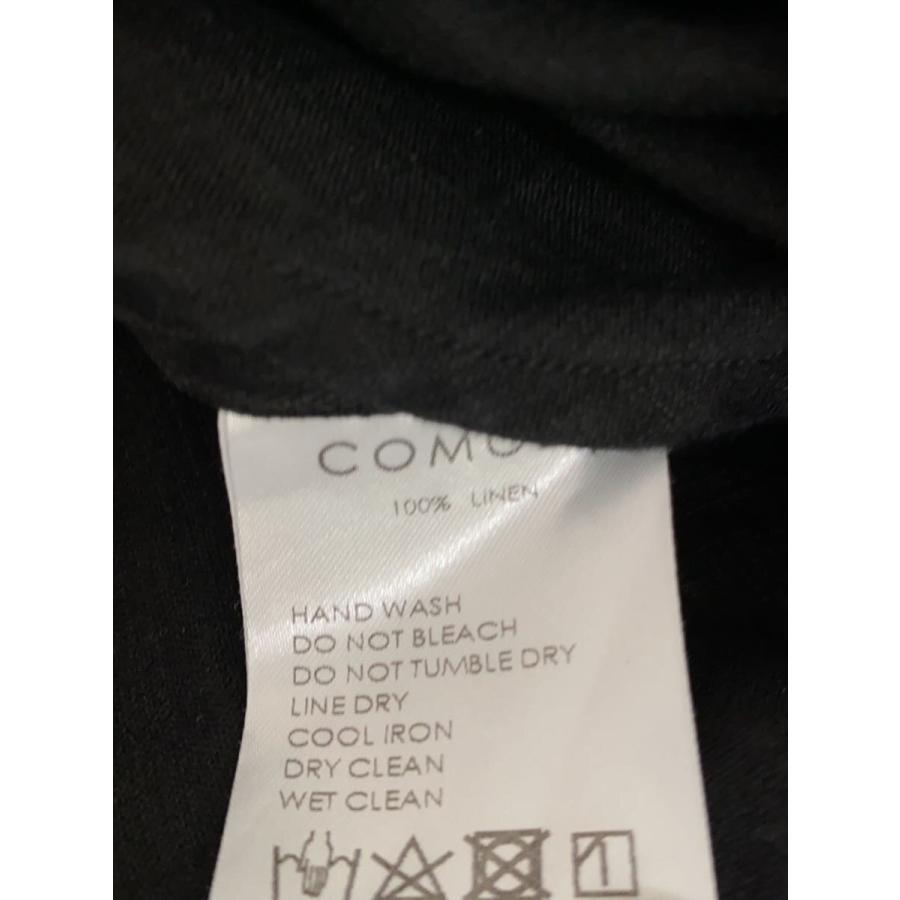 100% LINEN
HAND WASH
DO NOT BLEACH
DO NOT TUMBLE DRY
LINE DRY
COOL IRON
DRY CLEAN
WET CLEAN